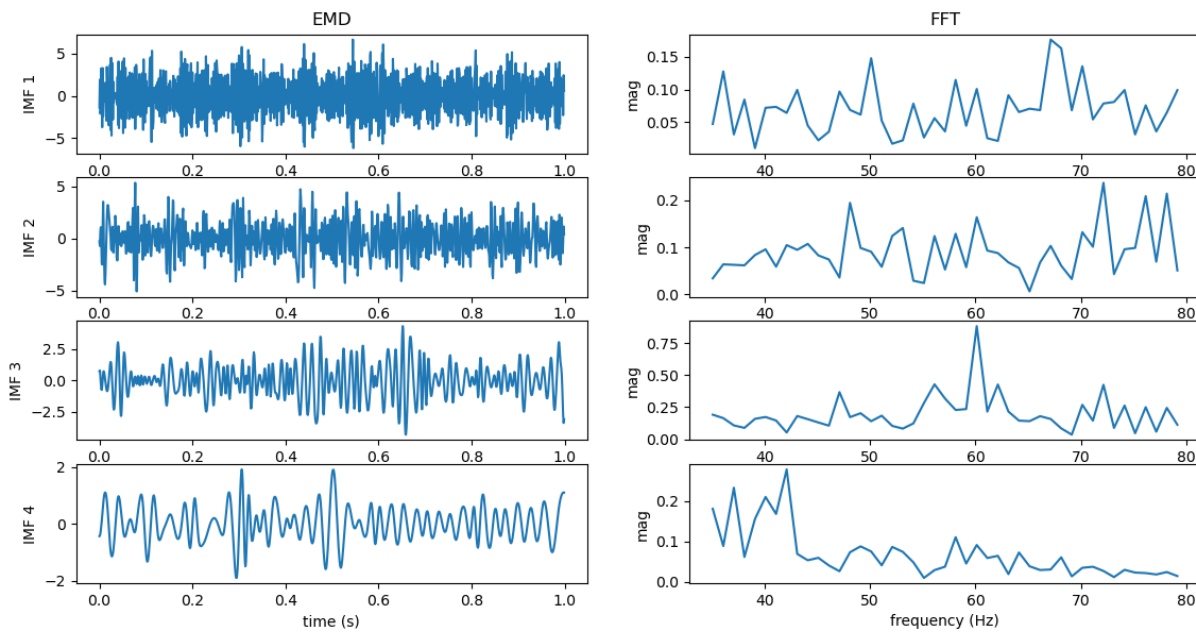 EMD
FFT
IMF 1
5
0
−5
0.0 0.2 0.4 0.6 0.8 1.0
mag
0.15
0.10
0.05
40 50 60 70 80
IMF 2
5
0
−5
0.0 0.2 0.4 0.6 0.8 1.0
mag
0.2
0.1
0.0
40 50 60 70 80
IMF 3
2.5
0.0
−2.5
0.0 0.2 0.4 0.6 0.8 1.0
mag
0.75
0.50
0.25
0.00
40 50 60 70 80
IMF 4
2
0
−2
0.0 0.2 0.4 0.6 0.8 1.0
time (s)
mag
0.2
0.1
0.0
40 50 60 70 80
frequency (Hz)